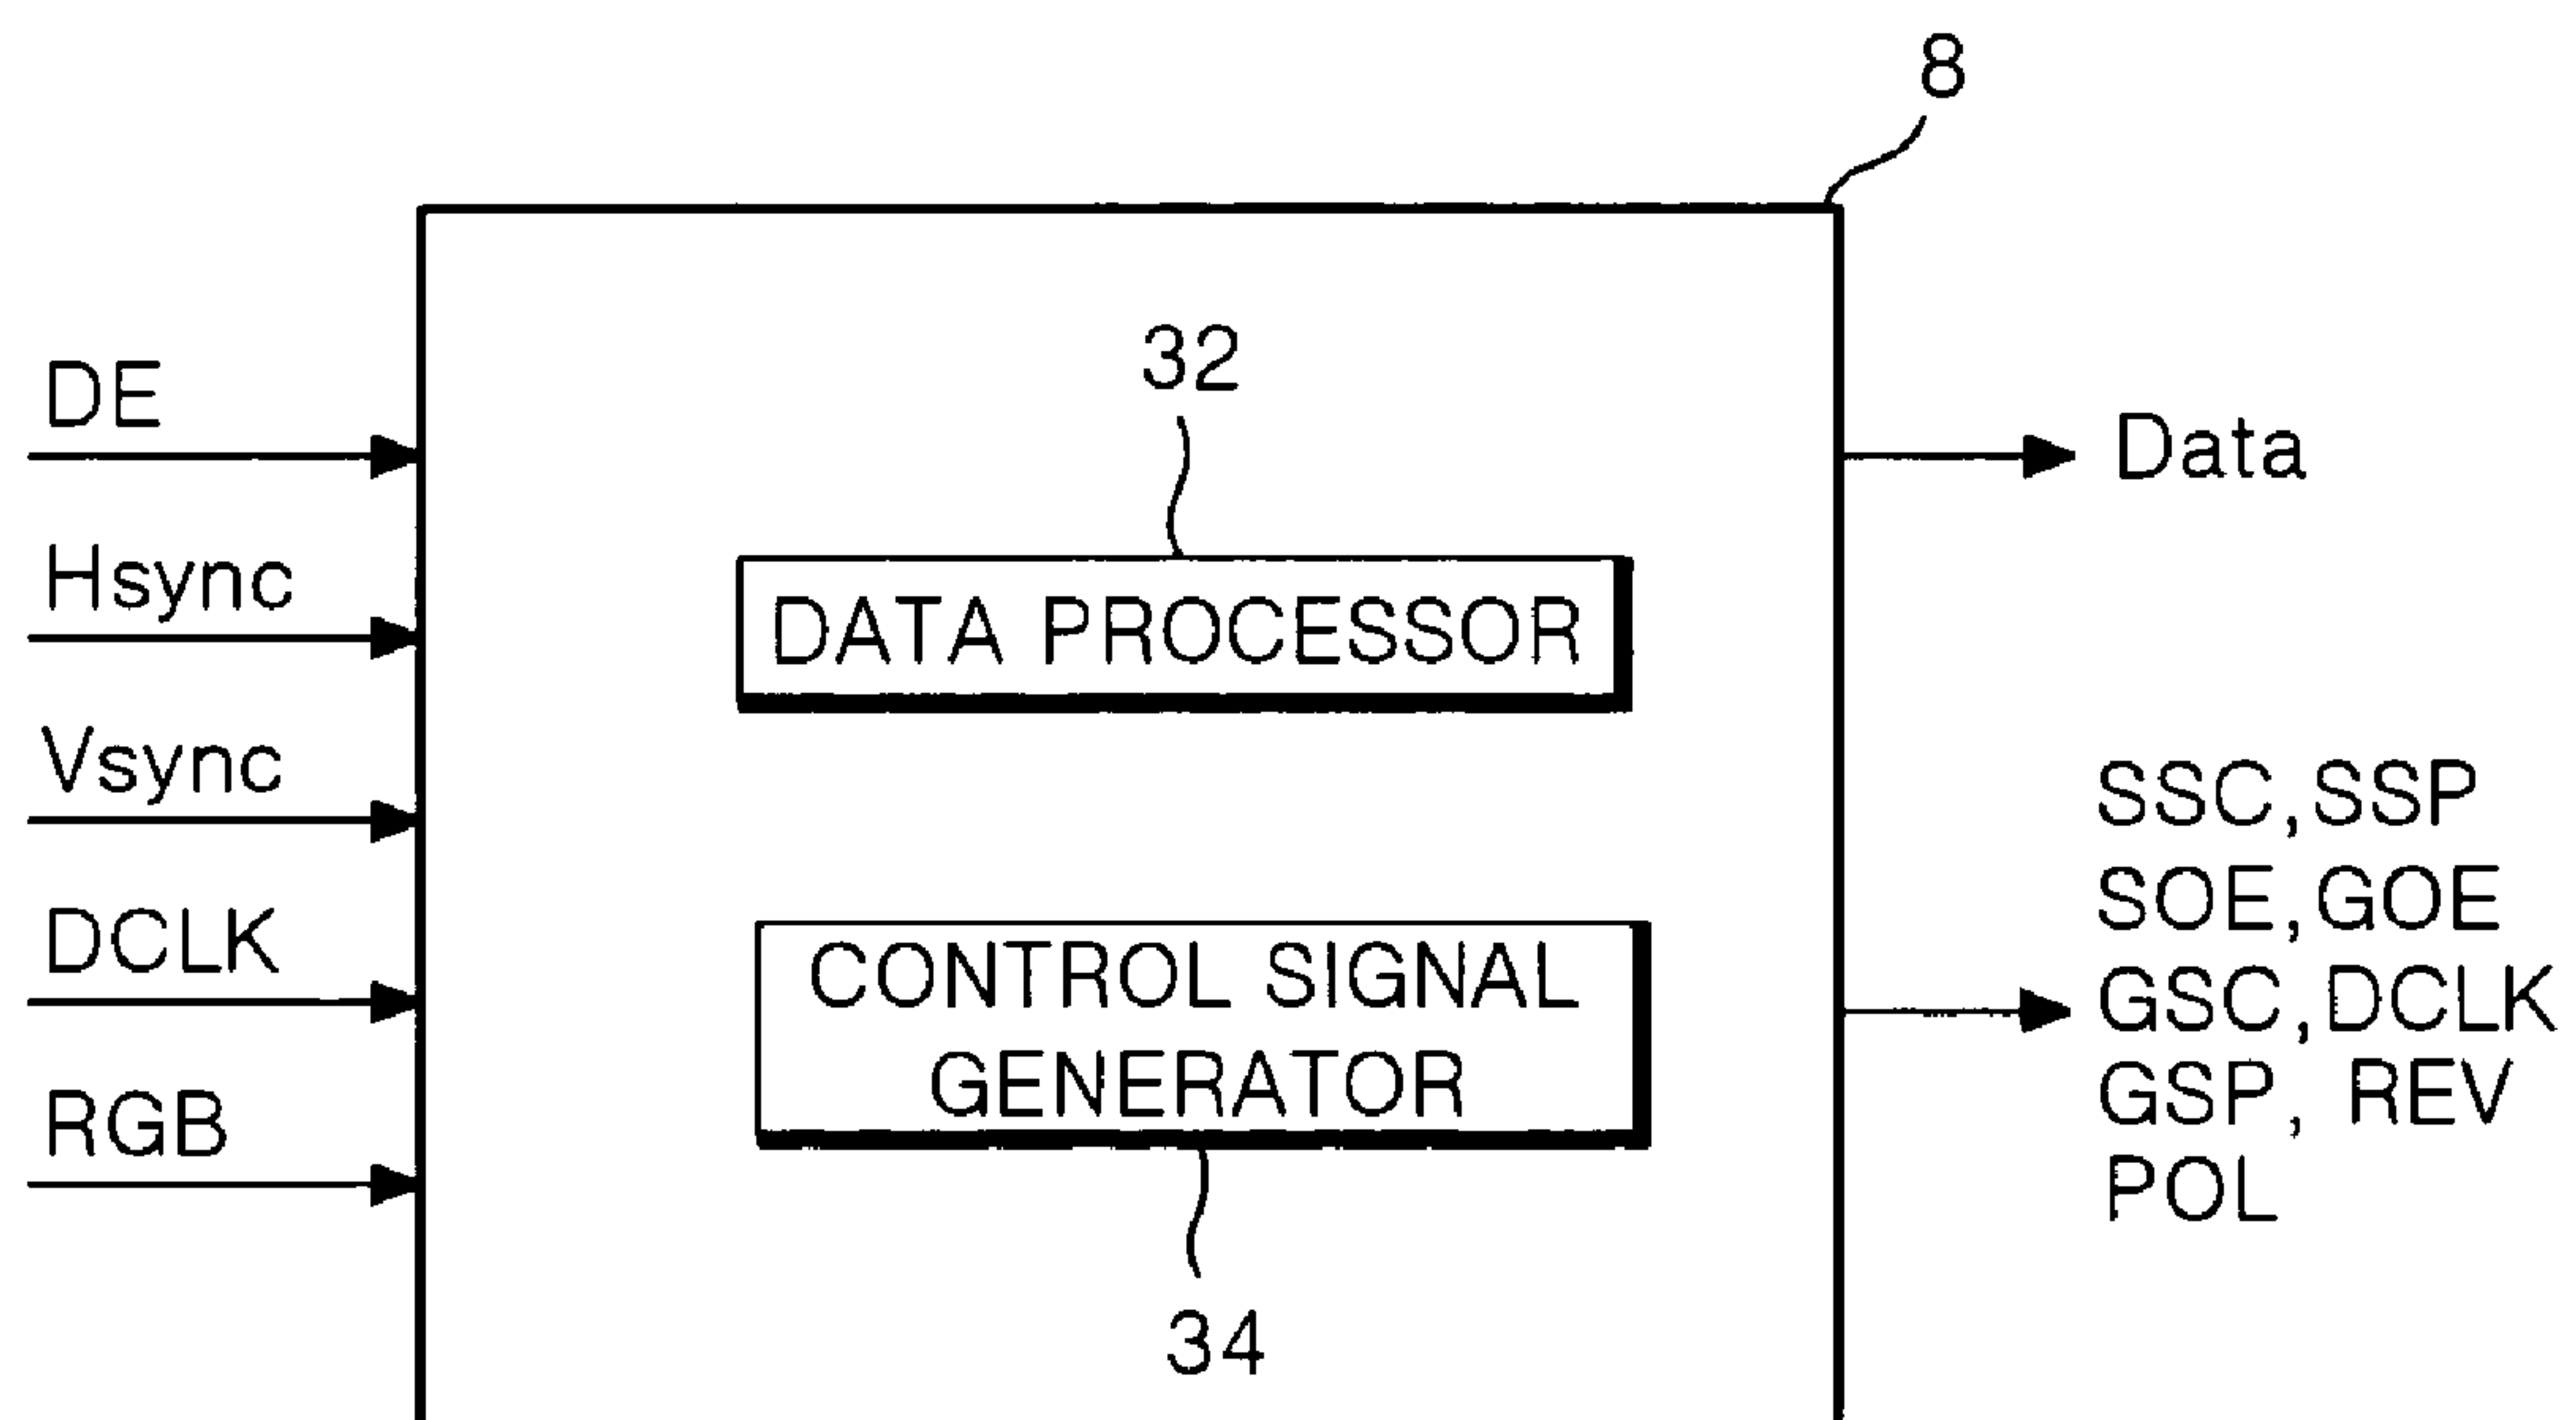 8
32
DE
Data
Hsync
DATA PROCESSOR
Vsync
SSC,SSP
SOE,GOE
DCLK
CONTROL SIGNAL
GENERATOR
GSC,DCLK
RGB
GSP, REV
POL
34